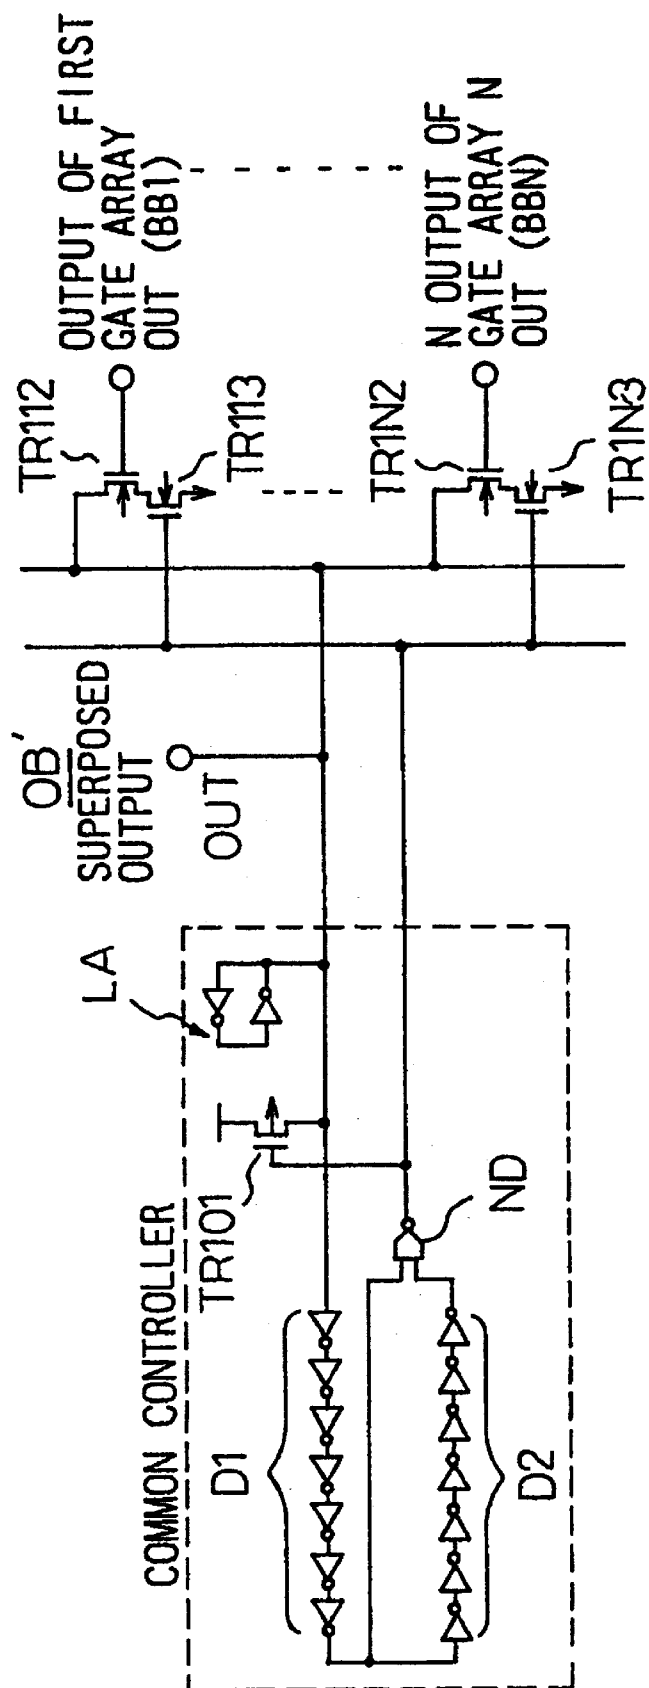 OUTPUT OF FIRST
GATE ARRAY
OUT (BB1)
N OUTPUT OF
GATE ARRAY N
OUT (BBN)
TR112
TR113
TR1N2
TR1N3
OB'
SUPERPOSED
OUTPUT
OUT
LA
TR101
COMMON CONTROLLER
ND
D1
D2